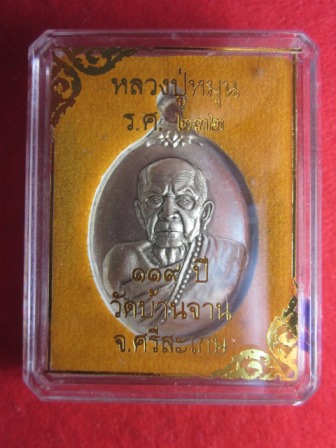 หลวงปู่หมุน
ร.ศ. ๒๓๒
๑๑๙ ปี
วัดบ้านจาน
จ.ศรีสะเกษ